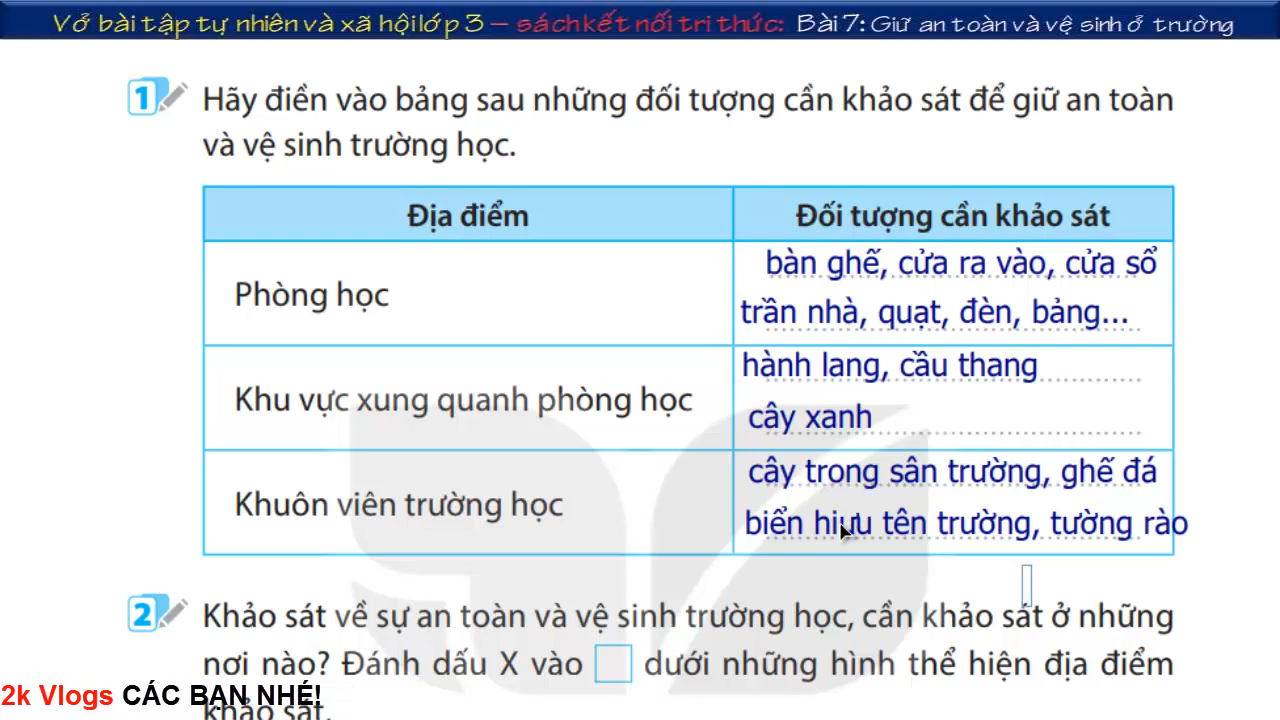 Vở bài tập tự nhiên và xã hội lớp 3 – sách kết nối tri thức: Bài 7: Giữ an toàn và vệ sinh ở trường
1 Hãy điền vào bảng sau những đối tượng cần khảo sát để giữ an toàn
và vệ sinh trường học.
Địa điểm Đối tượng cần khảo sát
Phòng học
bàn ghế, cửa ra vào, cửa sổ
trần nhà, quạt, đèn, bảng...
Khu vực xung quanh phòng học
hành lang, cầu thang
cây xanh
Khuôn viên trường học
cây trong sân trường, ghế đá
biển hiưu tên trường, tường rào
2 Khảo sát về sự an toàn và vệ sinh trường học, cần khảo sát ở những
nơi nào? Đánh dấu X vào dưới những hình thể hiện địa điểm
khảo sát.
2k Vlogs CÁC BẠN NHÉ!